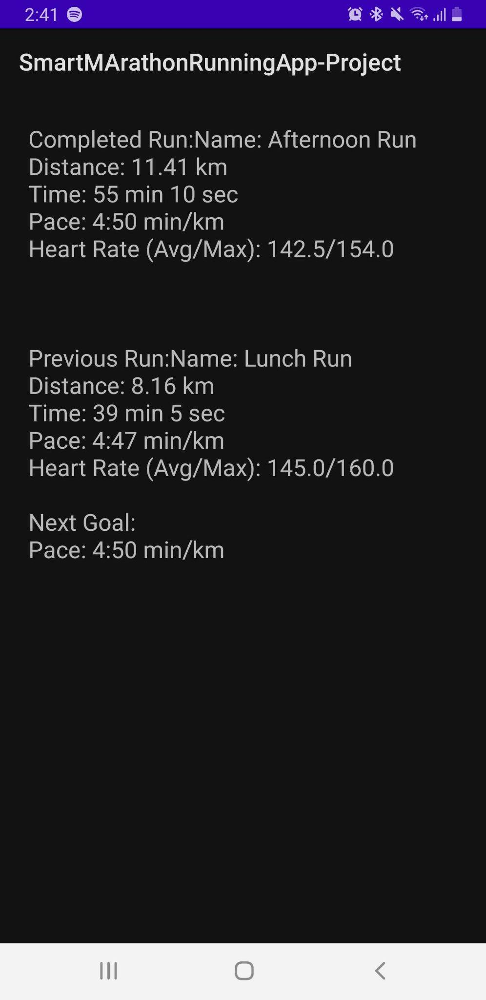 2:41
SmartMArathonRunningApp-Project
Completed Run:Name: Afternoon Run
Distance: 11.41 km
Time: 55 min 10 sec
Pace: 4:50 min/km
Heart Rate (Avg/Max): 142.5/154.0
Previous Run:Name: Lunch Run
Distance: 8.16 km
Time: 39 min 5 sec
Pace: 4:47 min/km
Heart Rate (Avg/Max): 145.0/160.0
Next Goal:
Pace: 4:50 min/km